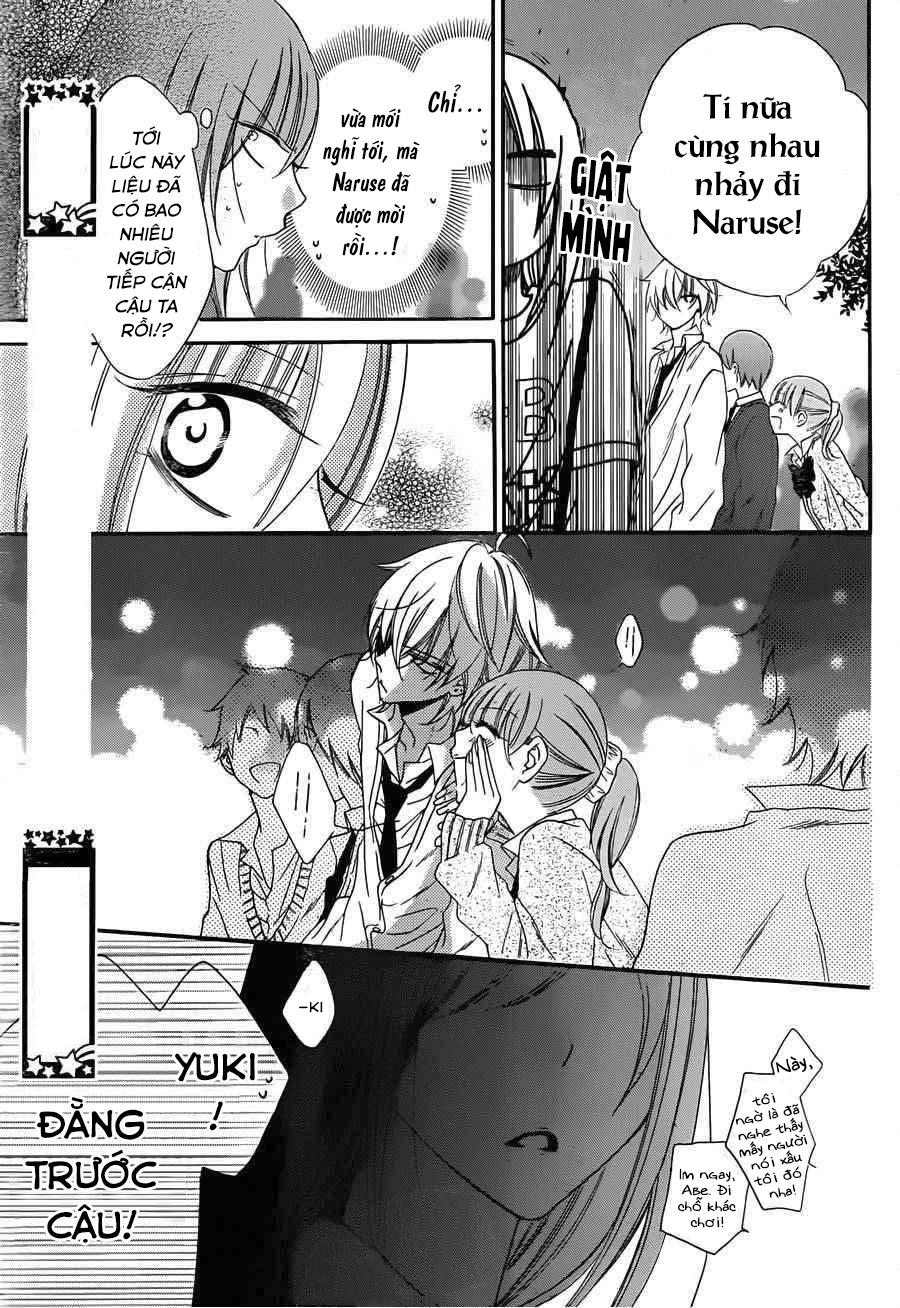 Tí nữa
cùng nhau
nhảy đi
Naruse!
GIẬT
MÌNH
Chỉ...
vừa mới
nghĩ tới, mà
Naruse đã
được mời
rồi...!
TỚI
LÚC NÀY
LIỆU ĐÃ
CÓ BAO
NHIÊU
NGƯỜI
TIẾP CẬN
CẬU TA
RỒI!?
B
Này,
tôi
ngờ là đã
nghe thấy
mấy người
nói xấu
tôi đó
nha!
Im ngay,
Abe. Đi
chỗ khác
chơi!
-KI
YUKI
!
ĐẰNG
TRƯỚC
CẬU!